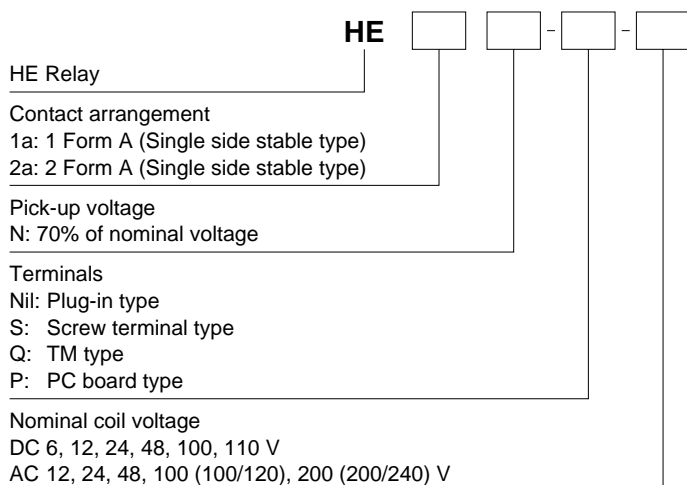 HE - -
HE Relay
Contact arrangement
1a: 1 Form A (Single side stable type)
2a: 2 Form A (Single side stable type)
Pick-up voltage
N: 70% of nominal voltage
Terminals
Nil: Plug-in type
S: Screw terminal type
Q: TM type
P: PC board type
Nominal coil voltage
DC 6, 12, 24, 48, 100, 110 V
AC 12, 24, 48, 100 (100/120), 200 (200/240) V